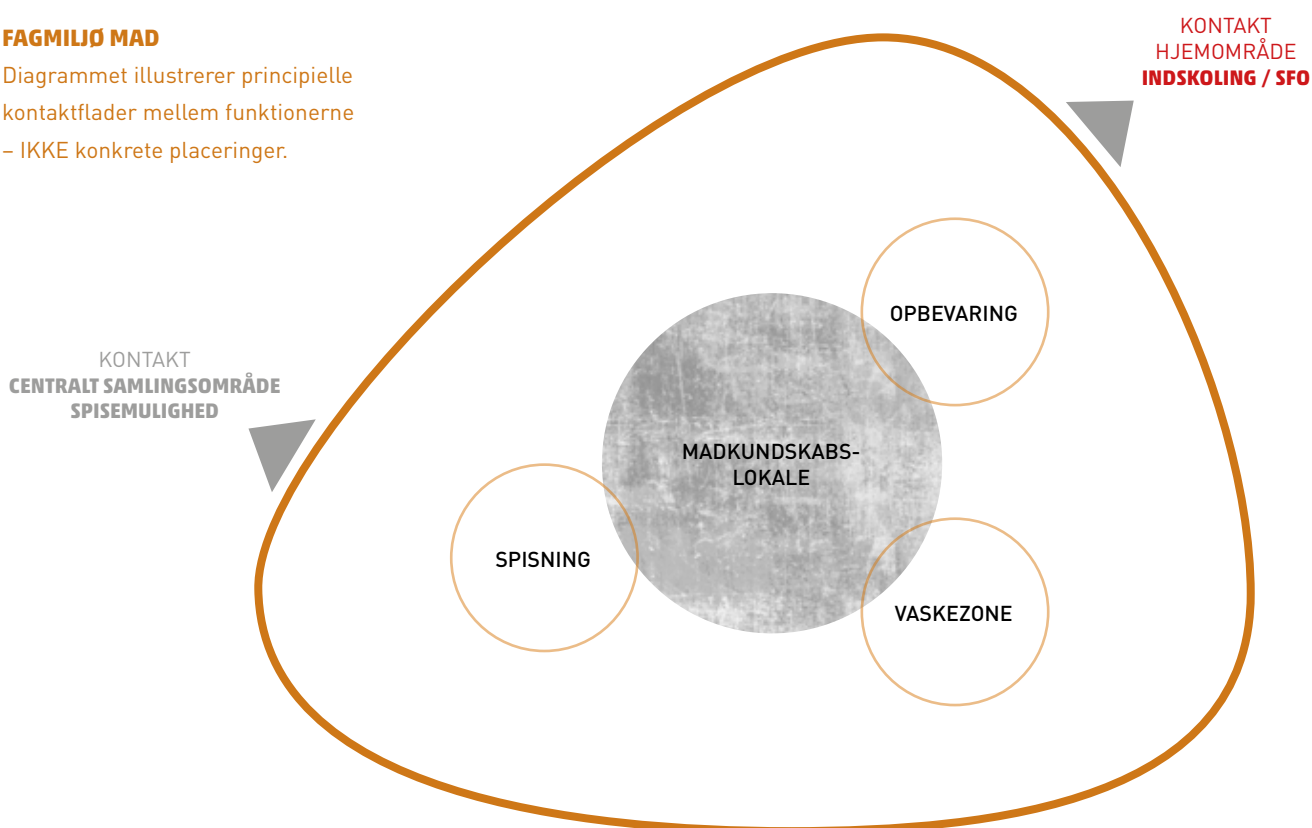 FAGMILJØ MAD
Diagrammet illustrerer principielle
kontaktflader mellem funktionerne
– IKKE konkrete placeringer.
KONTAKT
HJEMOMRÅDE
INDSKOLING / SFO
KONTAKT
CENTRALT SAMLINGSOMRÅDE
SPISEMULIGHED
OPBEVARING
MADKUNDSKABS-
LOKALE
SPISNING
VASKEZONE